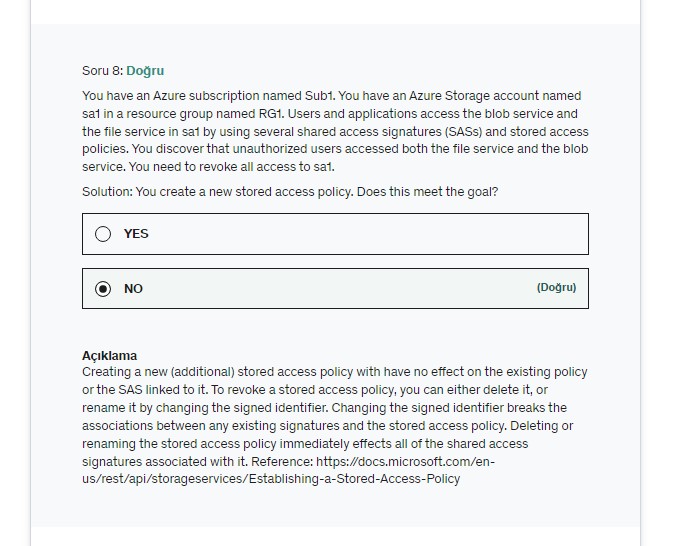 Soru 8: Doğru
You have an Azure subscription named Sub1. You have an Azure Storage account named
sa1 in a resource group named RG1. Users and applications access the blob service and
the file service in sa1 by using several shared access signatures (SASs) and stored access
policies. You discover that unauthorized users accessed both the file service and the blob
service. You need to revoke all access to sa1.
Solution: You create a new stored access policy. Does this meet the goal?
YES
NO (Doğru)
Açıklama
Creating a new (additional) stored access policy with have no effect on the existing policy
or the SAS linked to it. To revoke a stored access policy, you can either delete it, or
rename it by changing the signed identifier. Changing the signed identifier breaks the
associations between any existing signatures and the stored access policy. Deleting or
renaming the stored access policy immediately effects all of the shared access
signatures associated with it. Reference: https://docs.microsoft.com/en-
us/rest/api/storageservices/Establishing-a-Stored-Access-Policy